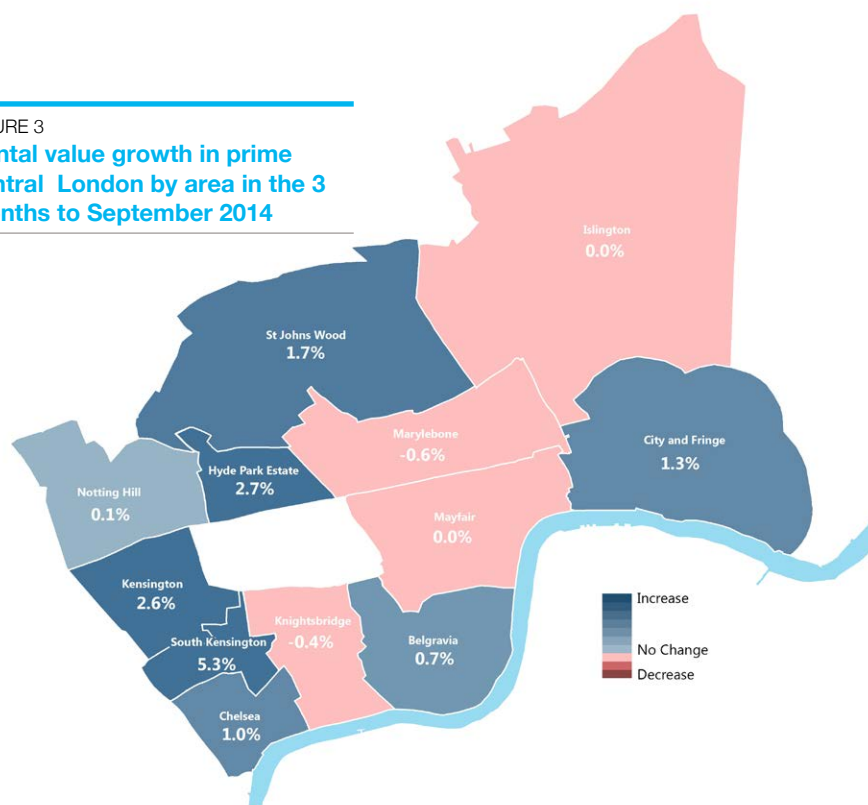 URE 3
ntal value growth in prime
ntral London by area in the 3
nths to September 2014
Islington
0.0%
St Johns Wood
1.7%
Marylebone
-0.6%
City and Fringe
1.3%
Hyde Park Estate
2.7%
Notting Hill
0.1%
Mayfair
0.0%
Kensington
2.6%
Knightsbridge
-0.4%
South Kensington
5.3%
Belgravia
0.7%
Chelsea
1.0%
Increase
No Change
Decrease